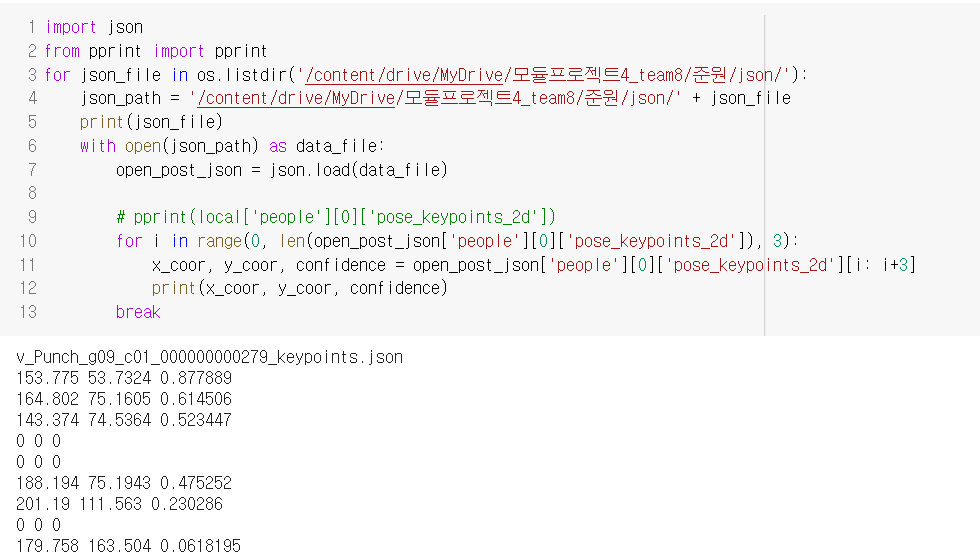 1 import json
2 from pprint import pprint
3 for json_file in os.listdir('/content/drive/MyDrive/모듈프로젝트4_team8/준원/json/'):
4     json_path = '/content/drive/MyDrive/모듈프로젝트4_team8/준원/json/' + json_file
5     print(json_file)
6     with open(json_path) as data_file:
7         open_post_json = json.load(data_file)
8
9         # pprint(local['people'][0]['pose_keypoints_2d'])
10         for i in range(0, len(open_post_json['people'][0]['pose_keypoints_2d']), 3):
11             x_coor, y_coor, confidence = open_post_json['people'][0]['pose_keypoints_2d'][i: i+3]
12             print(x_coor, y_coor, confidence)
13         break
v_Punch_g09_c01_000000000279_keypoints.json
153.775 53.7324 0.877889
164.802 75.1605 0.614506
143.374 74.5364 0.523447
0 0 0
0 0 0
188.194 75.1943 0.475252
201.19 111.563 0.230286
0 0 0
179.758 163.504 0.0618195